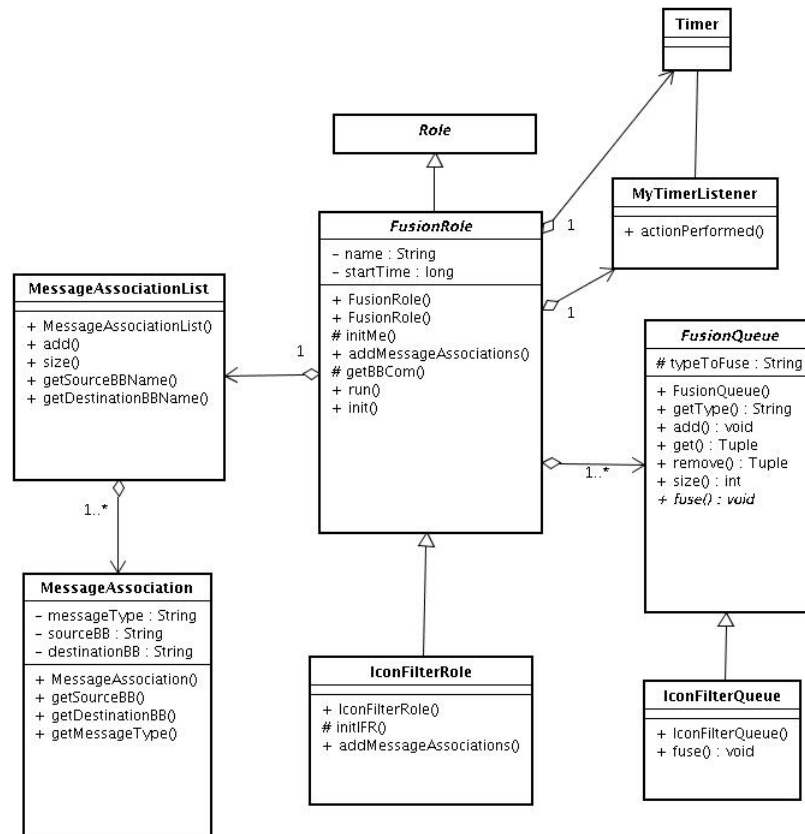 Timer
Role
MyTimerListener
+ actionPerformed()
FusionRole
– name : String
– startTime : long
+ FusionRole()
+ FusionRole()
# initMe()
+ addMessageAssociations()
# getBBCom()
+ run()
+ init()
1
1
1
1..*
MessageAssociationList
+ MessageAssociationList()
+ add()
+ size()
+ getSourceBBName()
+ getDestinationBBName()
1..*
FusionQueue
# typeToFuse : String
+ FusionQueue()
+ getType() : String
+ add() : void
+ get() : Tuple
+ remove() : Tuple
+ size() : int
+ fuse() : void
MessageAssociation
– messageType : String
– sourceBB : String
– destinationBB : String
+ MessageAssociation()
+ getSourceBB()
+ getDestinationBB()
+ getMessageType()
IconFilterRole
+ IconFilterRole()
# initIFR()
+ addMessageAssociations()
IconFilterQueue
+ IconFilterQueue()
+ fuse() : void